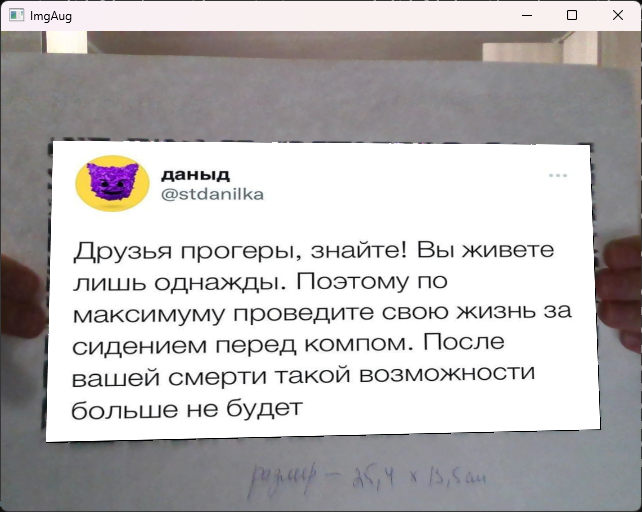 ImgAug
даныд
@stdanilka
Друзья прогеры, знайте! Вы живете
лишь однажды. Поэтому по
максимуму проведите свою жизнь за
сидением перед компом. После
вашей смерти такой возможности
больше не будет
размер – 25,4 x 13,5 см